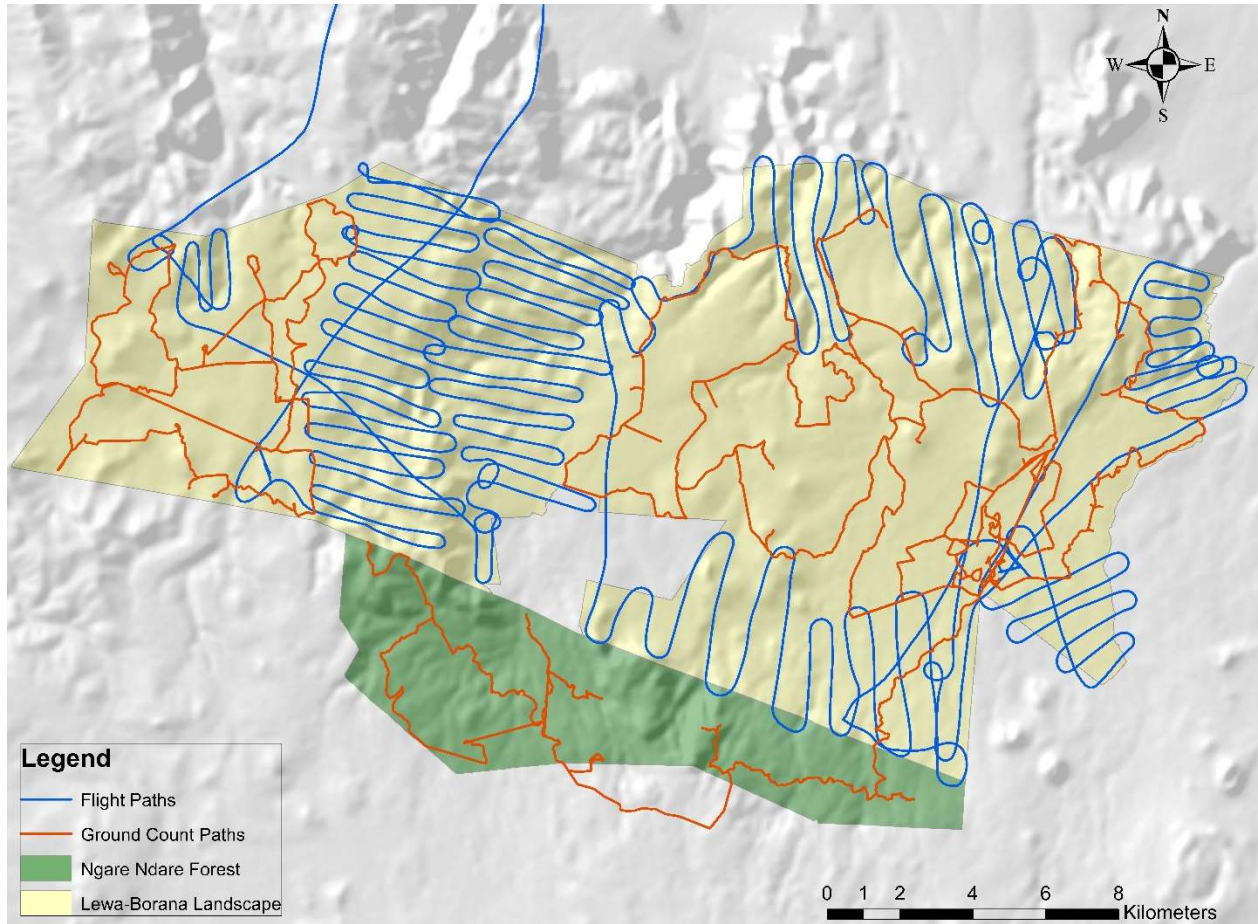 N
W E
S
Legend
Flight Paths
Ground Count Paths
Ngare Ndare Forest
Lewa-Borana Landscape
0 1 2 4 6 8
Kilometers